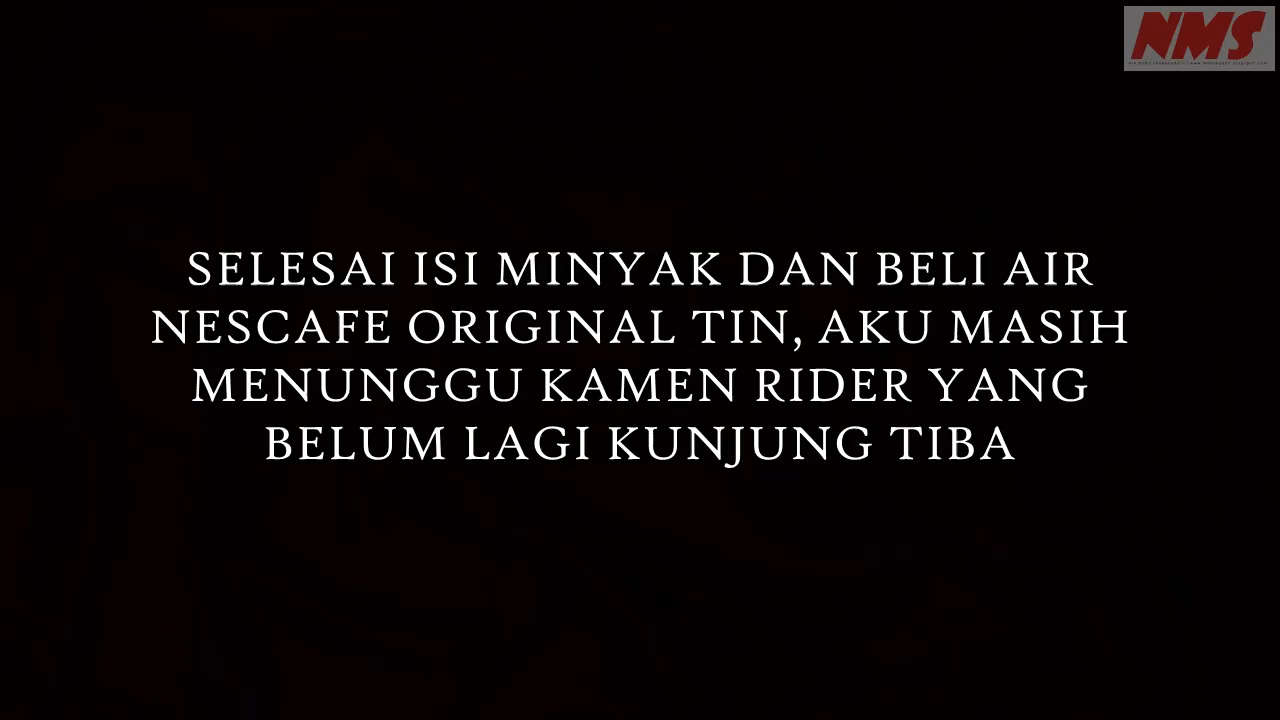 NMS
SELESAI ISI MINYAK DAN BELI AIR
NESCAFE ORIGINAL TIN, AKU MASIH
MENUNGGU KAMEN RIDER YANG
BELUM LAGI KUNJUNG TIBA